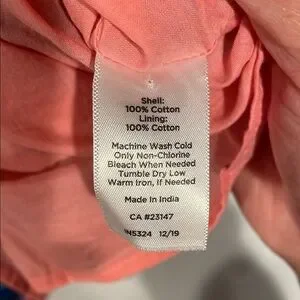 Shell:
100% Cotton
Lining:
100% Cotton
Machine Wash Cold
Only Non-Chlorine
Bleach When Needed
Tumble Dry Low
Warm Iron, If Needed
Made In India
CA #23147
IN5324 12/19